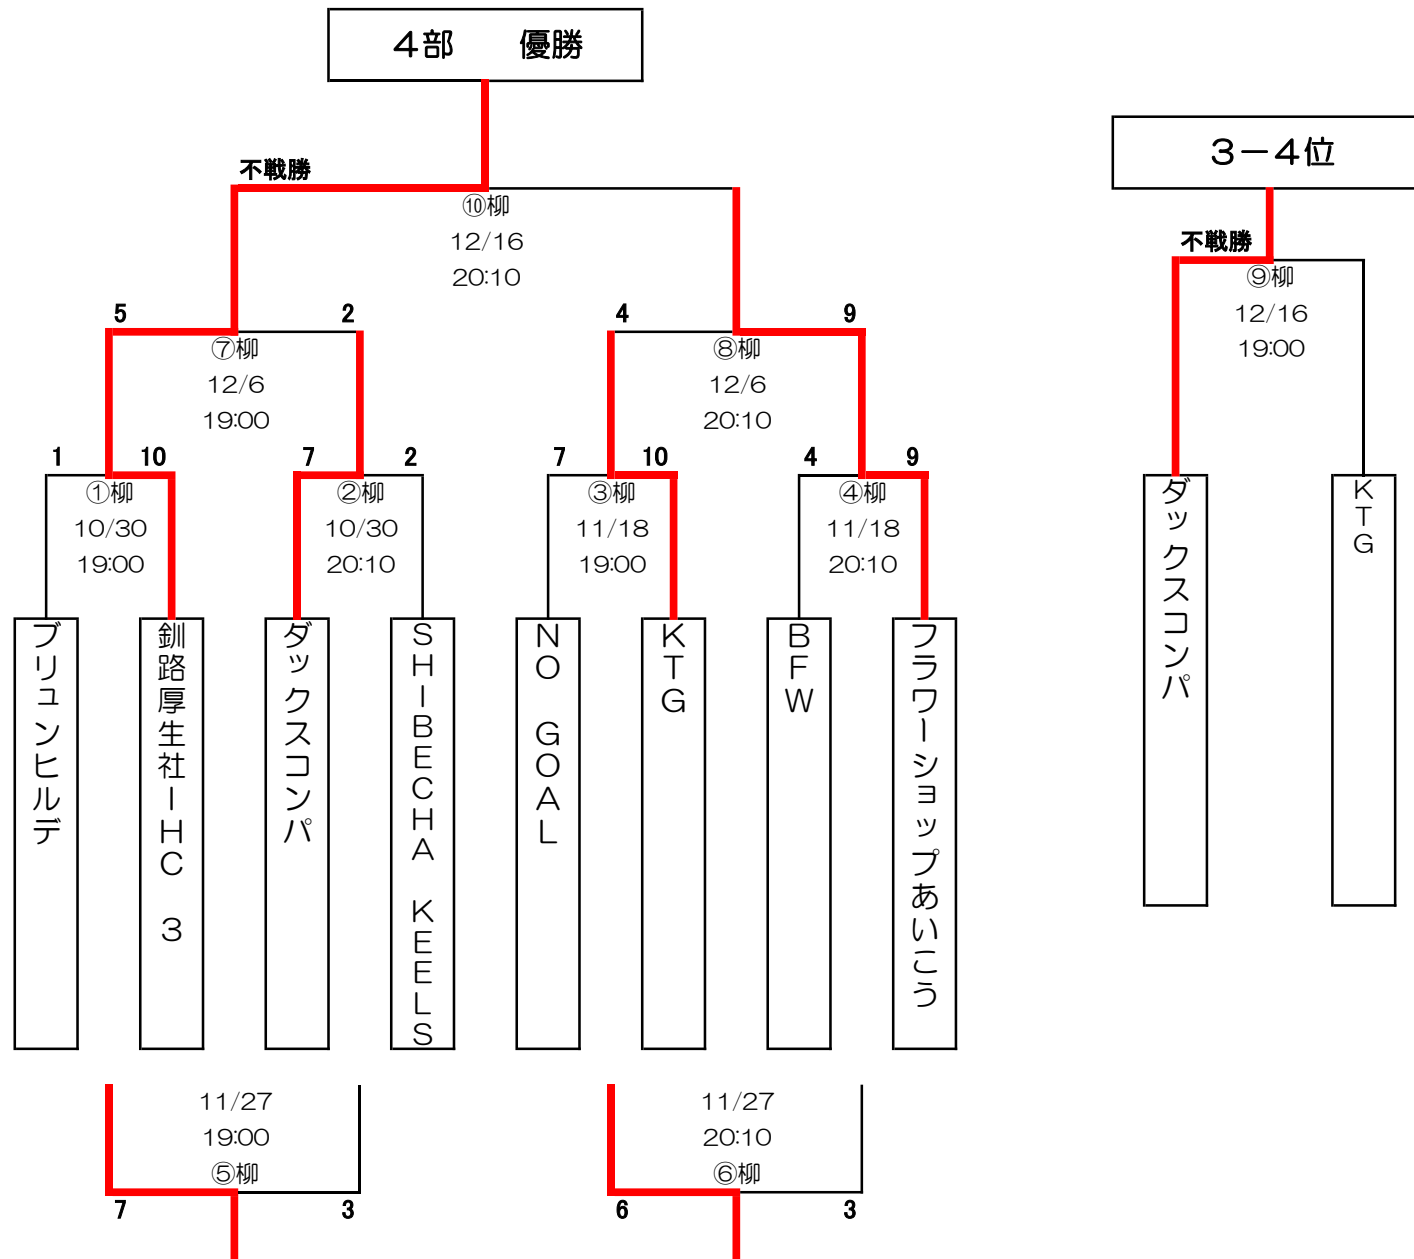 4部　優勝
3－4位
不戦勝
⑩柳
12/16
20:10
不戦勝
⑨柳
12/16
19:00
5
2
⑦柳
12/6
19:00
4
9
⑧柳
12/6
20:10
1
10
①柳
10/30
19:00
7
2
②柳
10/30
20:10
7
10
③柳
11/18
19:00
4
9
④柳
11/18
20:10
ブリュンヒルデ
釧路厚生社IHC　3
ダックスコンパ
SHIBECHA　KEELS
NO　GOAL
KTG
BFW
フラワーショップあいこう
ダックスコンパ
KTG
11/27
19:00
⑤柳
7
3
11/27
20:10
⑥柳
6
3